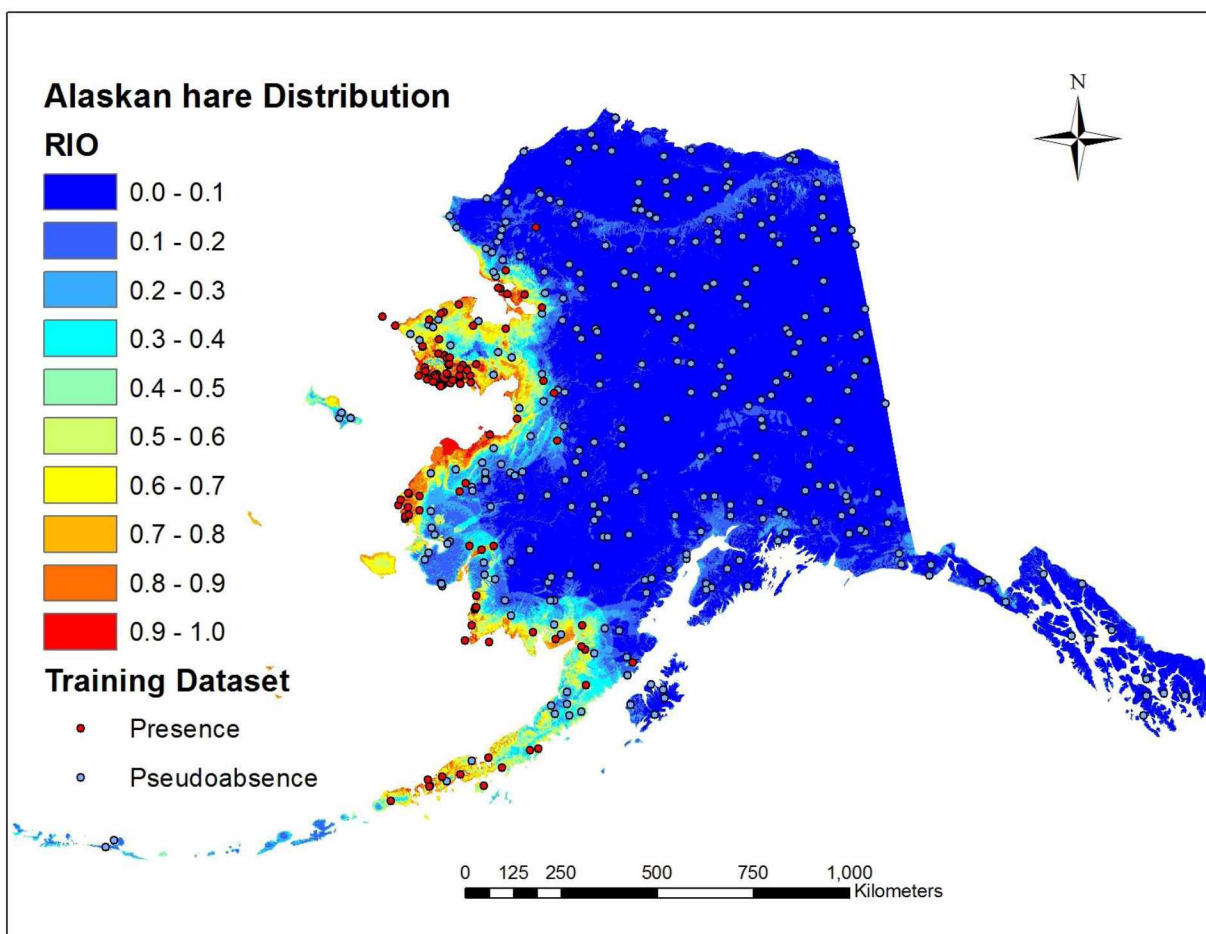 Alaskan hare Distribution
RIO
0.0 - 0.1
0.1 - 0.2
0.2 - 0.3
0.3 - 0.4
0.4 - 0.5
0.5 - 0.6
0.6 - 0.7
0.7 - 0.8
0.8 - 0.9
0.9 - 1.0
Training Dataset
Presence
Pseudoabsence
N
0 125 250 500 750 1,000
Kilometers